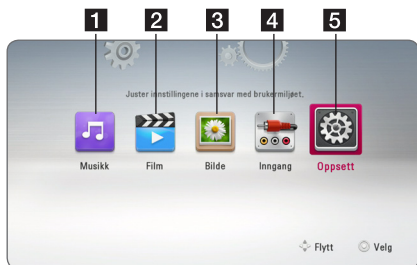 1 2 3 4 5
Juster innstillingene i samsvar med brukermiljøet.
Musikk Film Bilde Inngang Oppsett
Flytt Velg